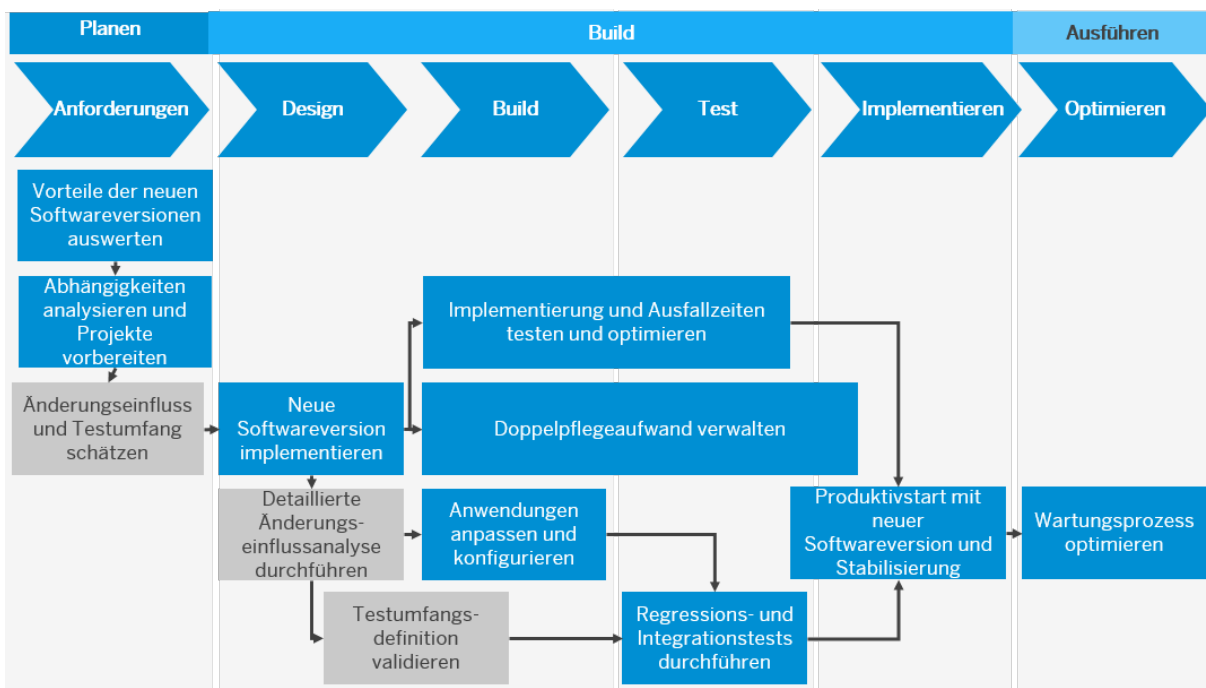 Planen
Build
Ausführen
Anforderungen
Design
Build
Test
Implementieren
Optimieren
Vorteile der neuen
Softwareversionen
auswerten
Abhängigkeiten
analysieren und
Projekte
vorbereiten
Implementierung und Ausfallzeiten
testen und optimieren
Änderungseinfluss
und Testumfang
schätzen
Neue
Softwareversion
implementieren
Doppelpflegeaufwand verwalten
Detaillierte
Änderungs-
einflussanalyse
durchführen
Anwendungen
anpassen und
konfigurieren
Produktivstart mit
neuer
Softwareversion und
Stabilisierung
Wartungsprozess
optimieren
Testumfangs-
definition
validieren
Regressions- und
Integrationstests
durchführen